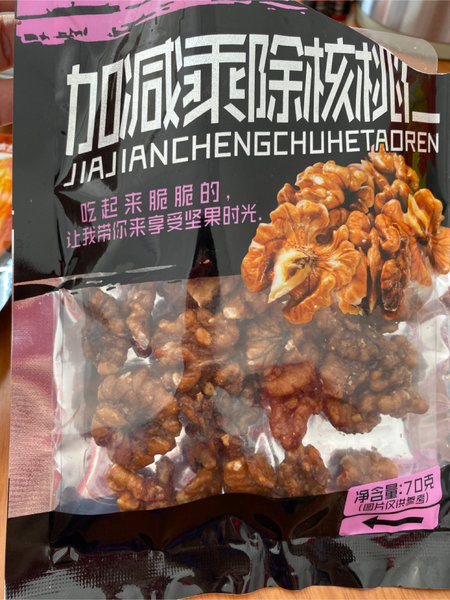 加减乘除核桃仁
JIAJIANCHENGCHUHETAOREN
吃起来脆脆的，
让我带你来享受坚果时光.
净含量:70克
(图片仅供参考)